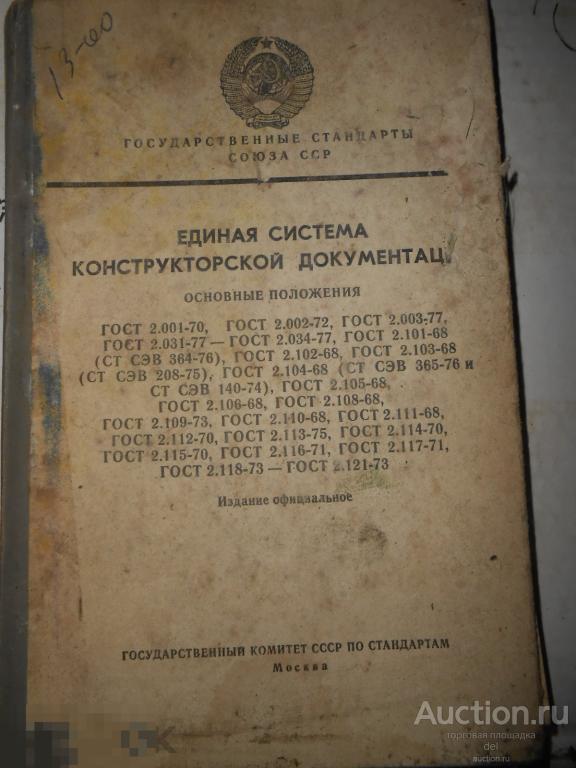 13-60
ГОСУДАРСТВЕННЫЕ СТАНДАРТЫ
СОЮЗА ССР
ЕДИНАЯ СИСТЕМА
КОНСТРУКТОРСКОЙ ДОКУМЕНТАЦ
ОСНОВНЫЕ ПОЛОЖЕНИЯ
ГОСТ 2.001-70, ГОСТ 2.002-72, ГОСТ 2.003-77,
ГОСТ 2.031-77 — ГОСТ 2.034-77, ГОСТ 2.101-68
(СТ СЭВ 364-76), ГОСТ 2.102-68, ГОСТ 2.103-68
(СТ СЭВ 208-75), ГОСТ 2.104-68 (СТ СЭВ 365-76 и
СТ СЭВ 140-74), ГОСТ 2.105-68,
ГОСТ 2.106-68, ГОСТ 2.108-68,
ГОСТ 2.109-73, ГОСТ 2.110-68, ГОСТ 2.111-68,
ГОСТ 2.112-70, ГОСТ 2.113-75, ГОСТ 2.114-70,
ГОСТ 2.115-70, ГОСТ 2.116-71, ГОСТ 2.117-71,
ГОСТ 2.118-73 — ГОСТ 2.121-73
Издание официальное
ГОСУДАРСТВЕННЫЙ КОМИТЕТ СССР ПО СТАНДАРТАМ
Москва
Auction.ru
торговая площадка
del
auction.ru